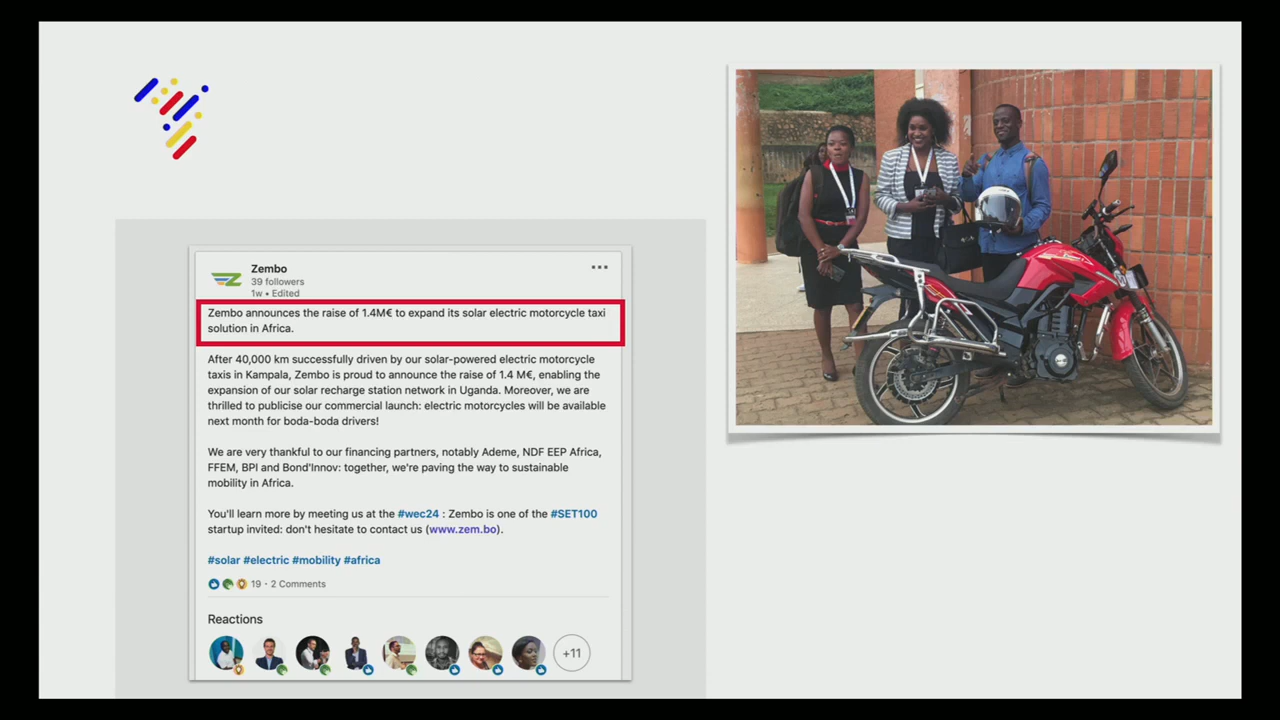 Zembo
39 followers
1w • Edited
Zembo announces the raise of 1.4M€ to expand its solar electric motorcycle taxi
solution in Africa.
After 40,000 km successfully driven by our solar-powered electric motorcycle
taxis in Kampala, Zembo is proud to announce the raise of 1.4 M€, enabling the
expansion of our solar recharge station network in Uganda. Moreover, we are
thrilled to publicise our commercial launch: electric motorcycles will be available
next month for boda-boda drivers!
We are very thankful to our financing partners, notably Ademe, NDF EEP Africa,
FFEM, BPI and Bond'Innov: together, we're paving the way to sustainable
mobility in Africa.
You'll learn more by meeting us at the #wec24 : Zembo is one of the #SET100
startup invited: don't hesitate to contact us (www.zem.bo).
#solar #electric #mobility #africa
19 · 2 Comments
Reactions
+11